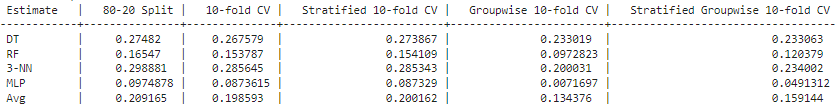 Estimate | 80-20 Split | 10-fold CV | Stratified 10-fold CV | Groupwise 10-fold CV | Stratified Groupwise 10-fold CV
DT | 0.27482 | 0.267579 | 0.273867 | 0.233019 | 0.233063
RF | 0.16547 | 0.153787 | 0.154109 | 0.0972823 | 0.120379
3-NN | 0.298881 | 0.285645 | 0.285343 | 0.200031 | 0.234002
MLP | 0.0974878 | 0.0873615 | 0.087329 | 0.0071697 | 0.0491312
Avg | 0.209165 | 0.198593 | 0.200162 | 0.134376 | 0.159144